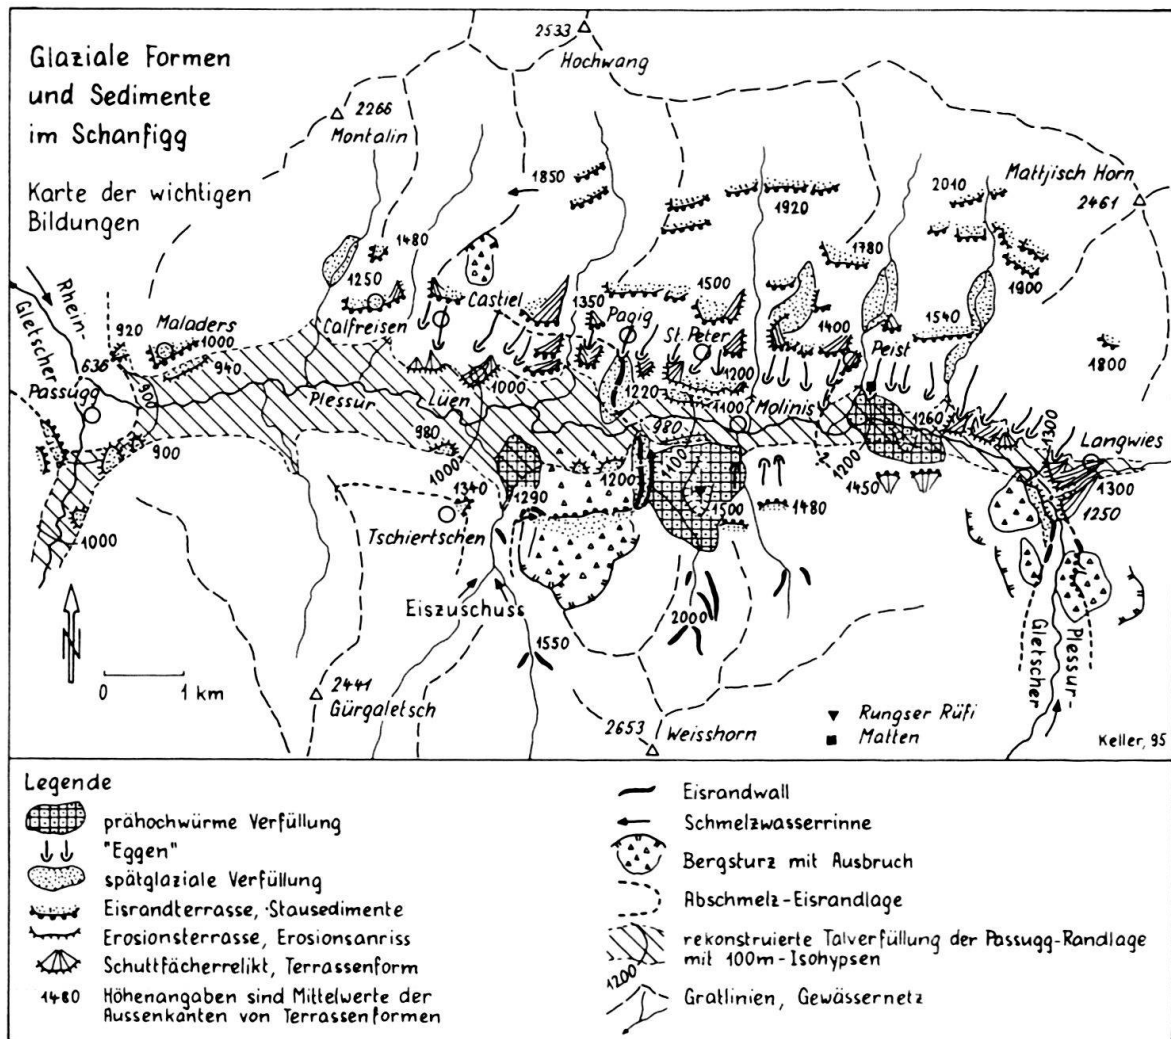 Glaziale Formen
und Sedimente
im Schanfigg
Karte der wichtigen
Bildungen
2533
Hochwang
2266
Montalin
1850
1920
2010
Mattjisch Horn
2461
1480
1250
Calfreisen
Castiel
1350
Pagig
1500
St. Peter
1200
1780
1400
Peist
1540
1900
1800
Rhein-
Gletscher
920
Maladers
1000
940
636
900
Passugg
900
1000
Plessur
Lüen
1000
980
1000
1220
1100
980
1100
Molinis
1260
1200
1300
Langwies
1300
1250
1340
Tschiertschen
1290
1200
1500
1480
1450
Eiszuschuss
1550
2000
N
0 1 km
2441
Gürgaletsch
2653
Weisshorn
Gletscher
Plessur-
Rungser Rüfi
Matten
Keller, 95
Legende
prähochwürme Verfüllung
"Eggen"
spätglaziale Verfüllung
Eisrandterrasse, Stausedimente
Erosionsterrasse, Erosionsanriss
Schuttfächerrelikt, Terrassenform
1480 Höhenangaben sind Mittelwerte der
Aussenkanten von Terrassenformen
Eisrandwall
Schmelzwasserrinne
Bergsturz mit Ausbruch
Abschmelz-Eisrandlage
rekonstruierte Talverfüllung der Passugg-Randlage
mit 100m-Isohypsen
1200
Gratlinien, Gewässernetz